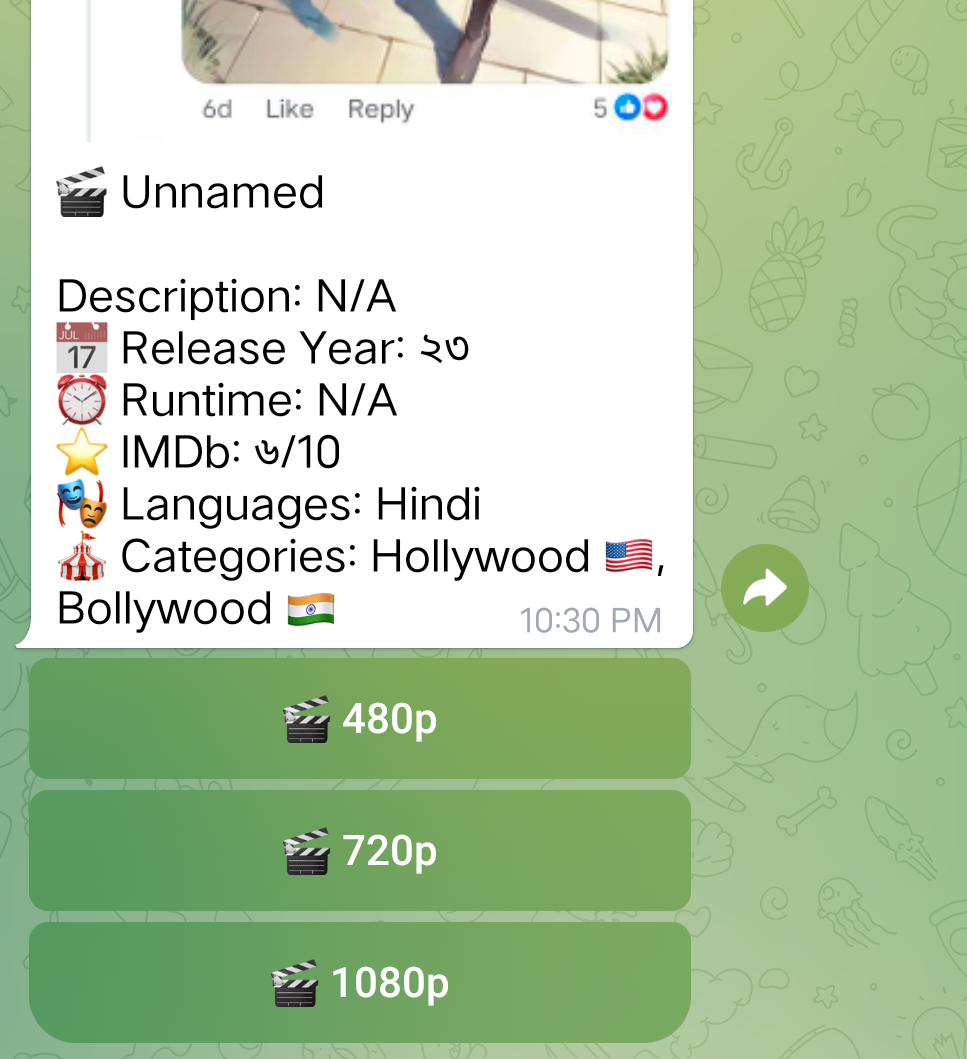 6d Like Reply 5
🎬 Unnamed
Description: N/A
📅 Release Year: ২৩
⏰ Runtime: N/A
⭐ IMDb: ৬/10
🎭 Languages: Hindi
🎪 Categories: Hollywood 🇺🇸,
Bollywood 🇮🇳
10:30 PM
🎬 480p
🎬 720p
🎬 1080p